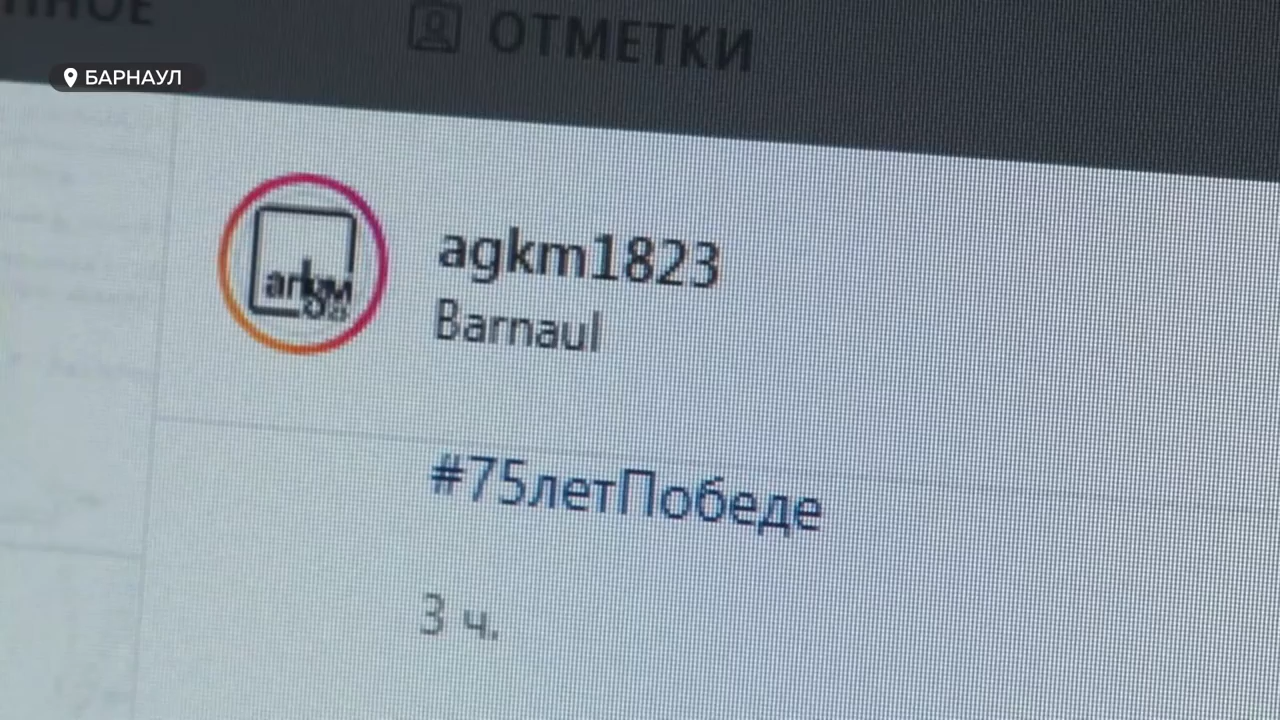 ОТМЕТКИ
БАРНАУЛ
agkm1823
Barnaul
#75летПобеде
3 ч.